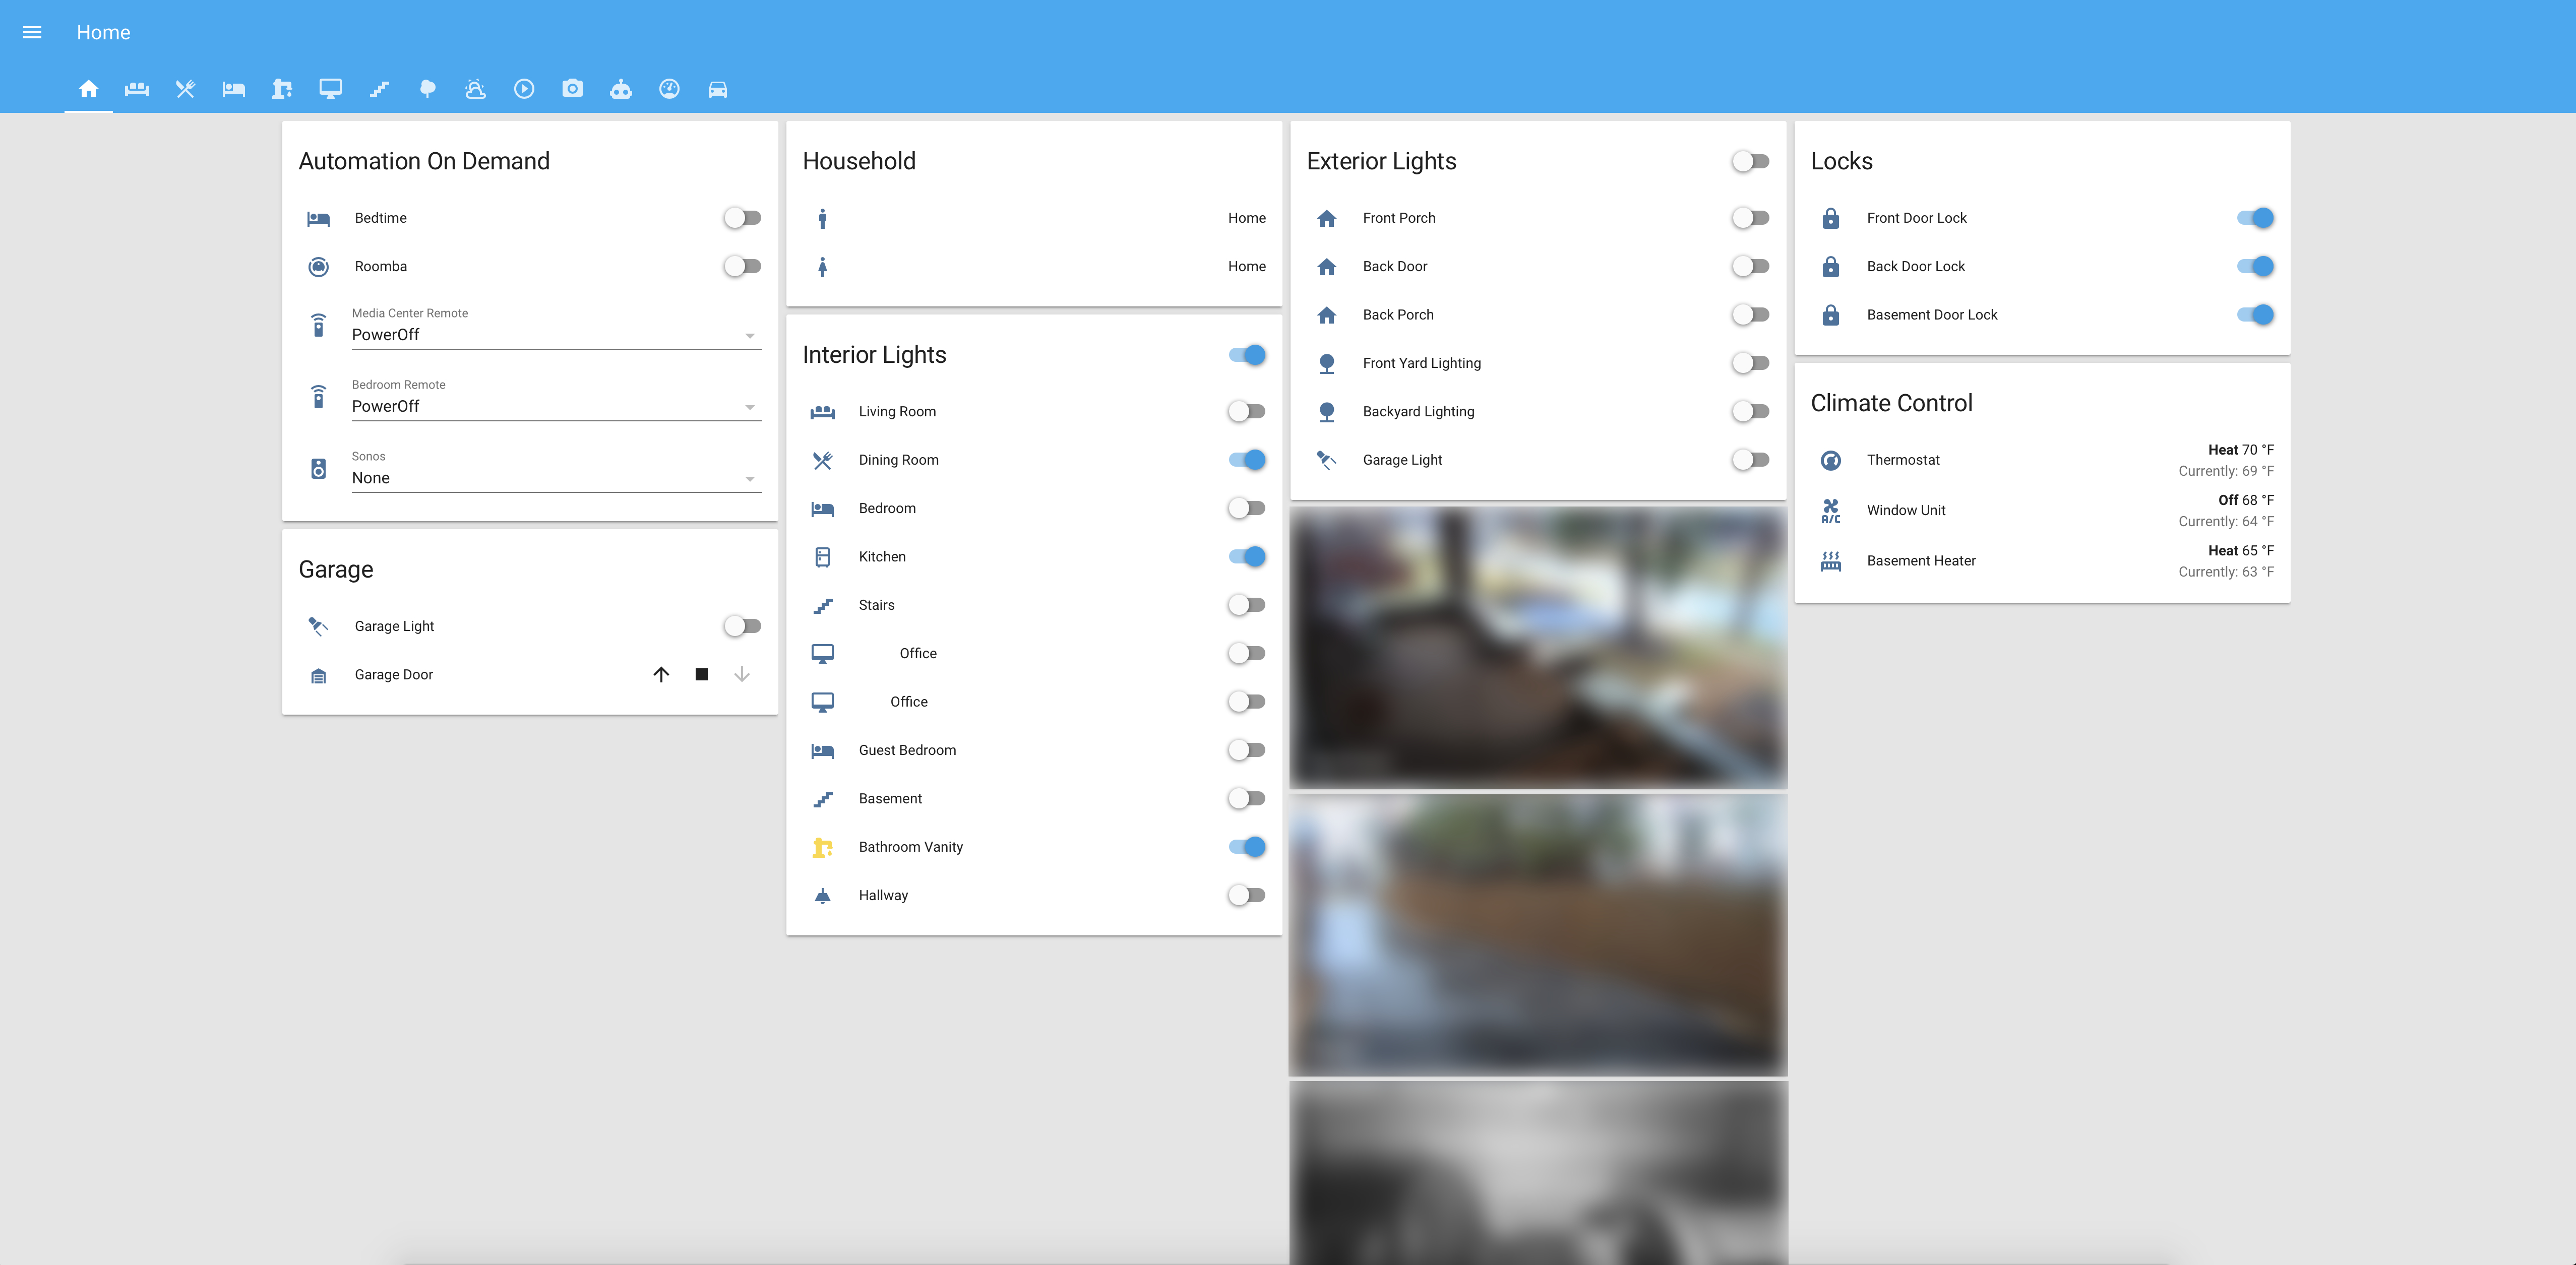 Home
Automation On Demand
Bedtime
Roomba
Media Center Remote
PowerOff
Bedroom Remote
PowerOff
Sonos
None
Garage
Garage Light
Garage Door
Household
Home
Home
Interior Lights
Living Room
Dining Room
Bedroom
Kitchen
Stairs
Office
Office
Guest Bedroom
Basement
Bathroom Vanity
Hallway
Exterior Lights
Front Porch
Back Door
Back Porch
Front Yard Lighting
Backyard Lighting
Garage Light
Locks
Front Door Lock
Back Door Lock
Basement Door Lock
Climate Control
Thermostat
Heat 70 °F
Currently: 69 °F
A/C
Window Unit
Off 68 °F
Currently: 64 °F
Basement Heater
Heat 65 °F
Currently: 63 °F